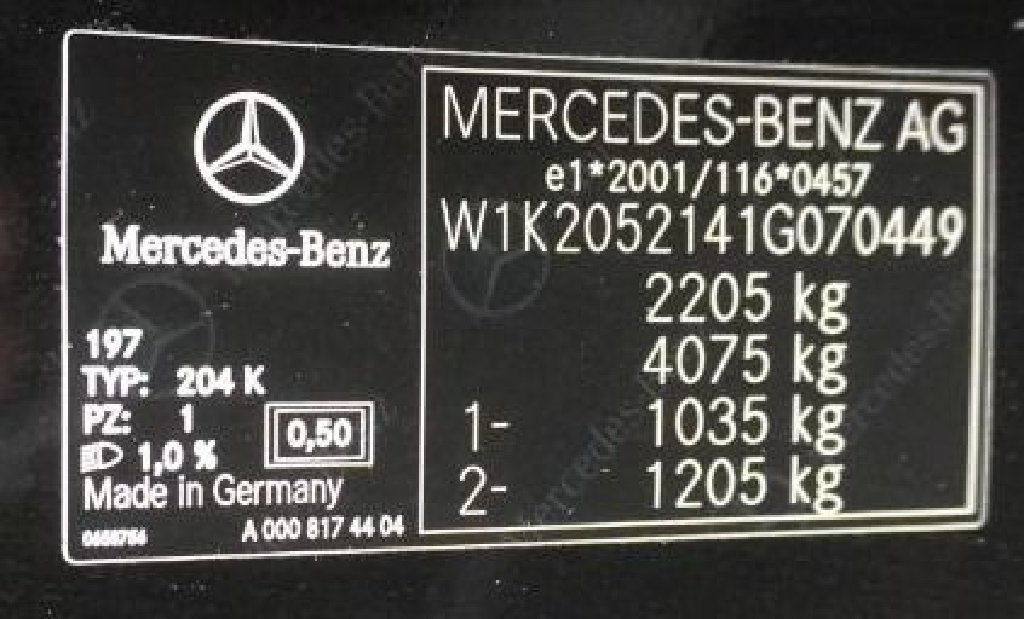 Mercedes-Benz
197
TYP: 204 K
PZ: 1
1,0 %
0,50
Made in Germany
A 000 817 44 04
MERCEDES-BENZ AG
e1*2001/116*0457
W1K2052141G070449
2205 kg
4075 kg
1- 1035 kg
2- 1205 kg